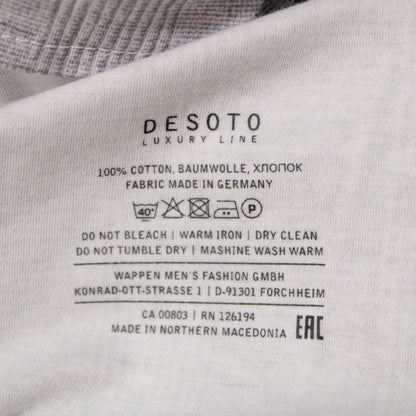 DESOTO
LUXURY LINE
100% COTTON, BAUMWOLLE, ХЛОПОК
FABRIC MADE IN GERMANY
40° P
DO NOT BLEACH | WARM IRON | DRY CLEAN
DO NOT TUMBLE DRY | MASHINE WASH WARM
WAPPEN MEN'S FASHION GMBH
KONRAD-OTT-STRASSE 1 | D-91301 FORCHHEIM
CA 00803 | RN 126194
MADE IN NORTHERN MACEDONIA EAC